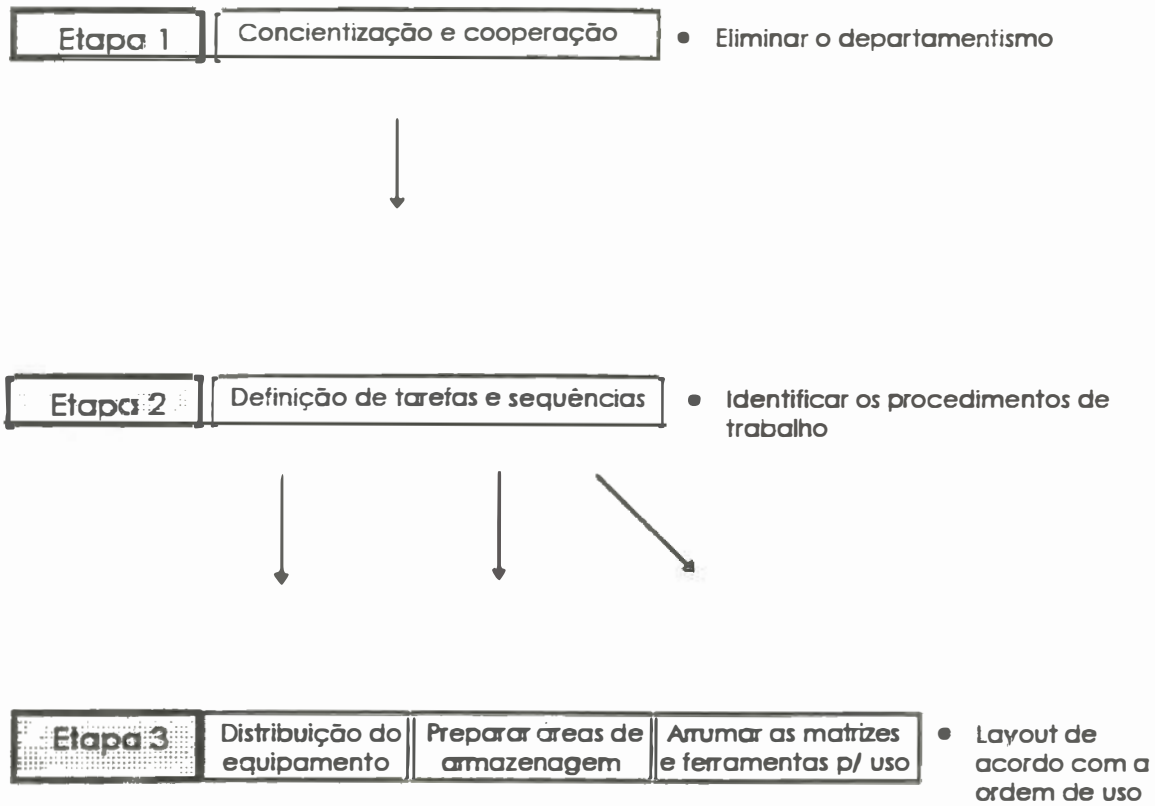 Etapa 1
Concientização e cooperação
• Eliminar o departamentismo
Etapa 2
Definição de tarefas e sequências
• Identificar os procedimentos de
trabalho
Etapa 3
Distribuição do
equipamento
Preparar áreas de
armazenagem
Arrumar as matrizes
e ferramentas p/ uso
• Layout de
acordo com a
ordem de uso